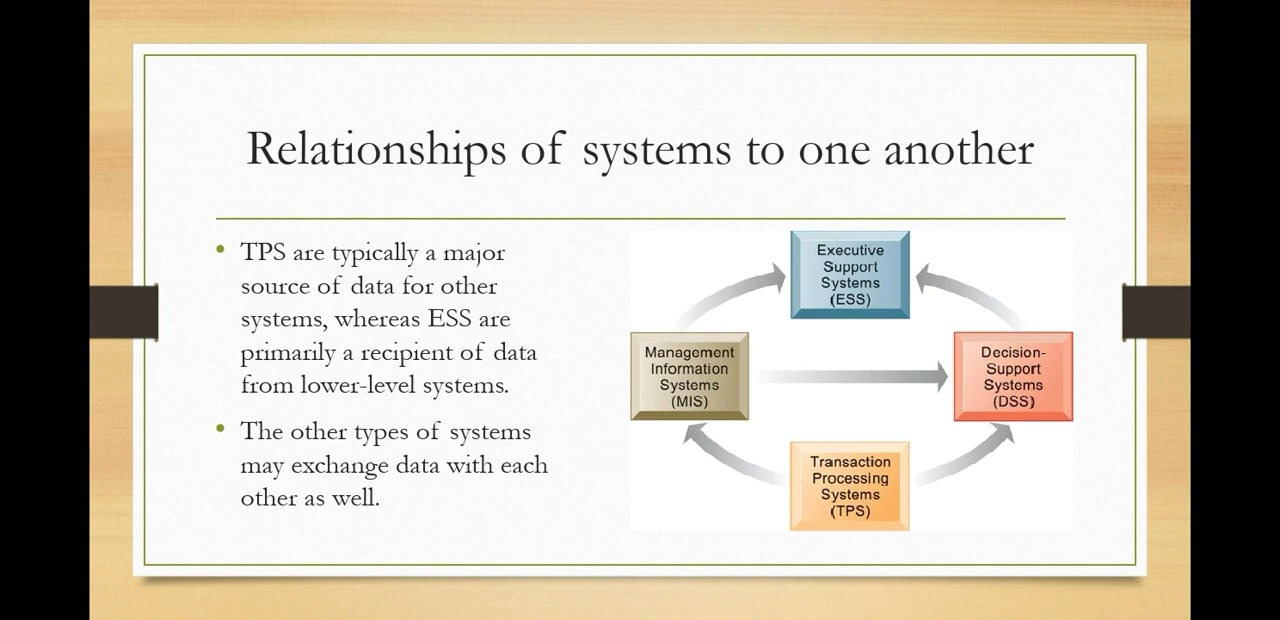 Relationships of systems to one another
• TPS are typically a major
source of data for other
systems, whereas ESS are
primarily a recipient of data
from lower-level systems.
• The other types of systems
may exchange data with each
other as well.
Executive
Support
Systems
(ESS)
Management
Information
Systems
(MIS)
Decision-
Support
Systems
(DSS)
Transaction
Processing
Systems
(TPS)